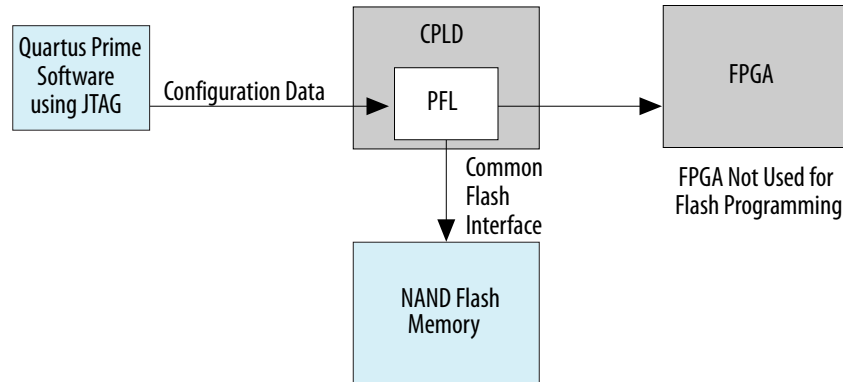 Quartus Prime
Software
using JTAG
Configuration Data
CPLD
PFL
FPGA
FPGA Not Used for
Flash Programming
Common
Flash
Interface
NAND Flash
Memory